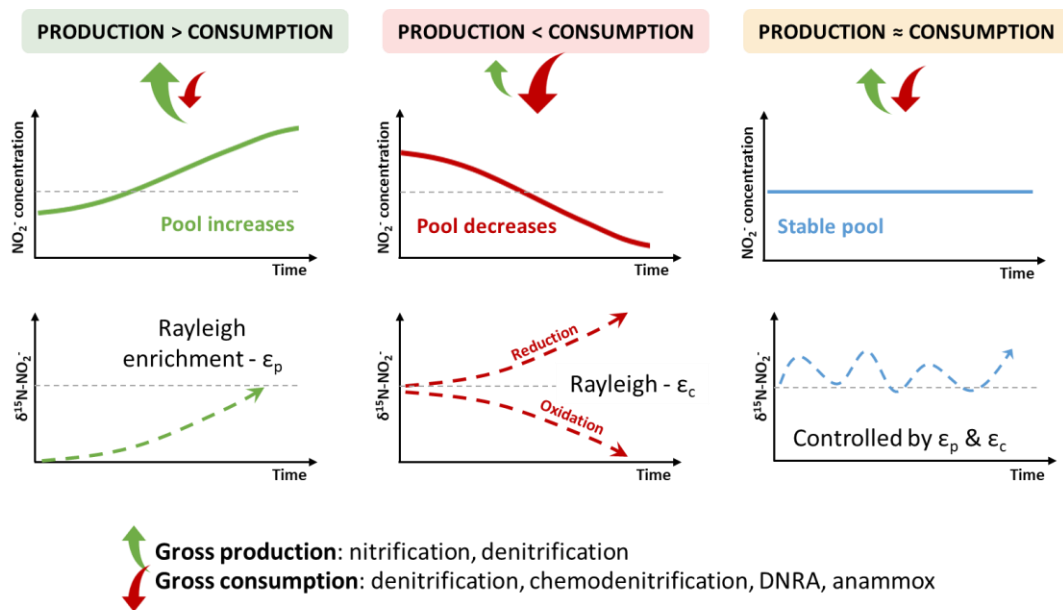 PRODUCTION > CONSUMPTION
PRODUCTION < CONSUMPTION
PRODUCTION ≈ CONSUMPTION
NO₂⁻ concentration
Pool increases
Time
NO₂⁻ concentration
Pool decreases
Time
NO₂⁻ concentration
Stable pool
Time
δ¹⁵N-NO₂⁻
Rayleigh
enrichment - εₚ
Time
δ¹⁵N-NO₂⁻
Reduction
Rayleigh - ε꜀
Oxidation
Time
δ¹⁵N-NO₂⁻
Controlled by εₚ & ε꜀
Time
Gross production: nitrification, denitrification
Gross consumption: denitrification, chemodenitrification, DNRA, anammox